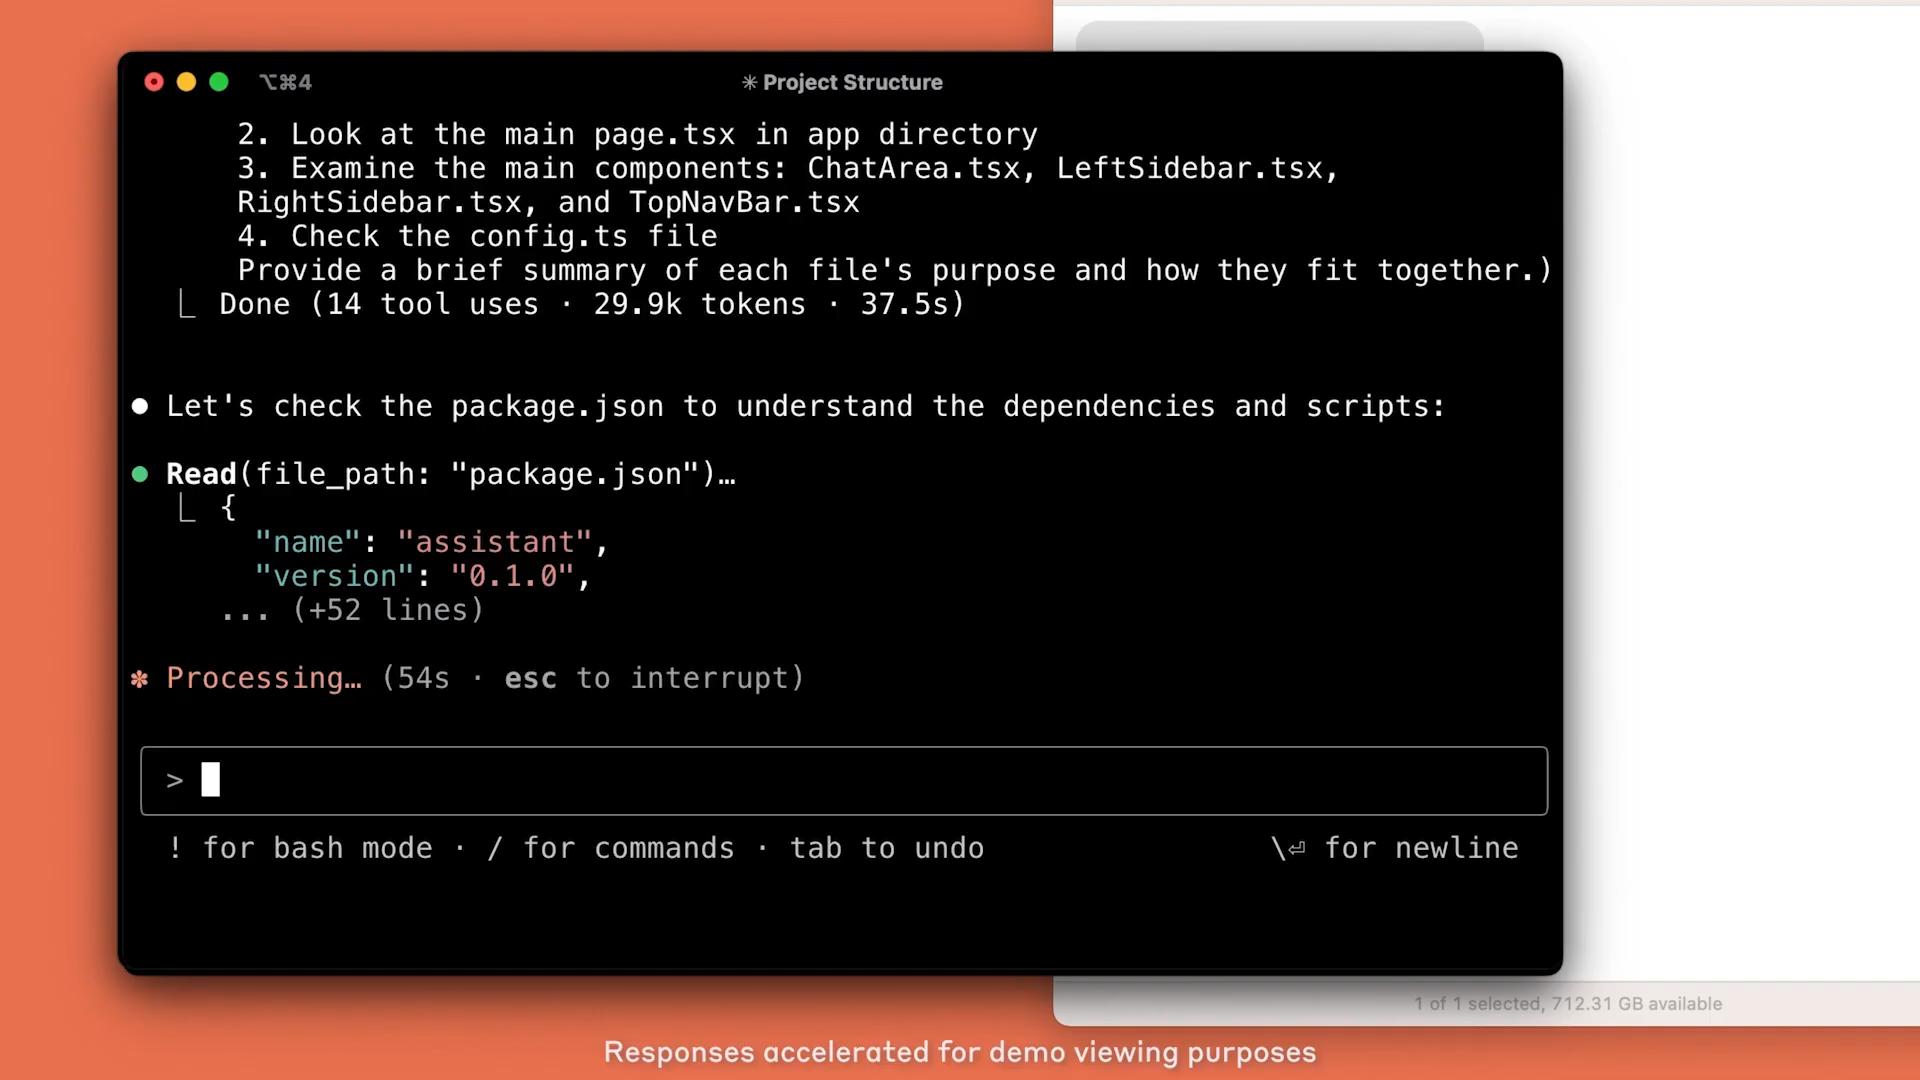 ⌥⌘4
✳ Project Structure
2. Look at the main page.tsx in app directory
3. Examine the main components: ChatArea.tsx, LeftSidebar.tsx,
RightSidebar.tsx, and TopNavBar.tsx
4. Check the config.ts file
Provide a brief summary of each file's purpose and how they fit together.)
⎿ Done (14 tool uses · 29.9k tokens · 37.5s)
● Let's check the package.json to understand the dependencies and scripts:
● Read(file_path: "package.json")…
⎿ {
"name": "assistant",
"version": "0.1.0",
... (+52 lines)
✽ Processing… (54s · esc to interrupt)
>
! for bash mode · / for commands · tab to undo
\⏎ for newline
1 of 1 selected, 712.31 GB available
Responses accelerated for demo viewing purposes